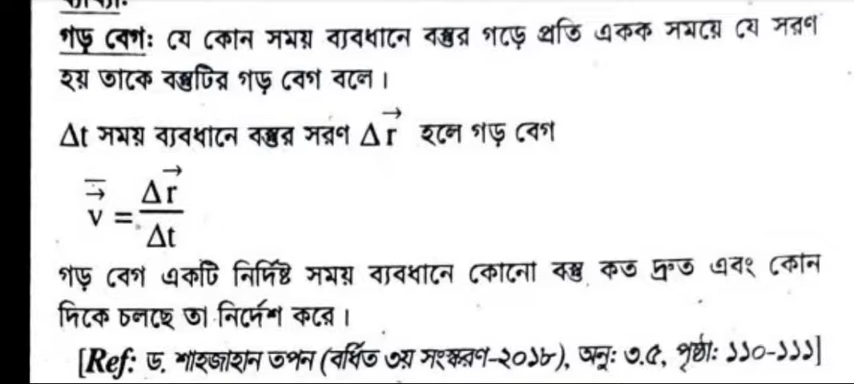 গড় বেগ: যে কোন সময় ব্যবধানে বস্তুর গড়ে প্রতি একক সময়ে যে সরণ
হয় তাকে বস্তুটির গড় বেগ বলে।
Δt সময় ব্যবধানে বস্তুর সরণ Δr⃗ হলে গড় বেগ
v⃗̅ = Δr⃗/Δt
গড় বেগ একটি নির্দিষ্ট সময় ব্যবধানে কোনো বস্তু কত দ্রুত এবং কোন
দিকে চলছে তা নির্দেশ করে।
[Ref: ড. শাহজাহান তপন (বর্ধিত ৩য় সংস্করণ-২০১৮), অনু: ৩.৫, পৃষ্ঠা: ১১০-১১১]